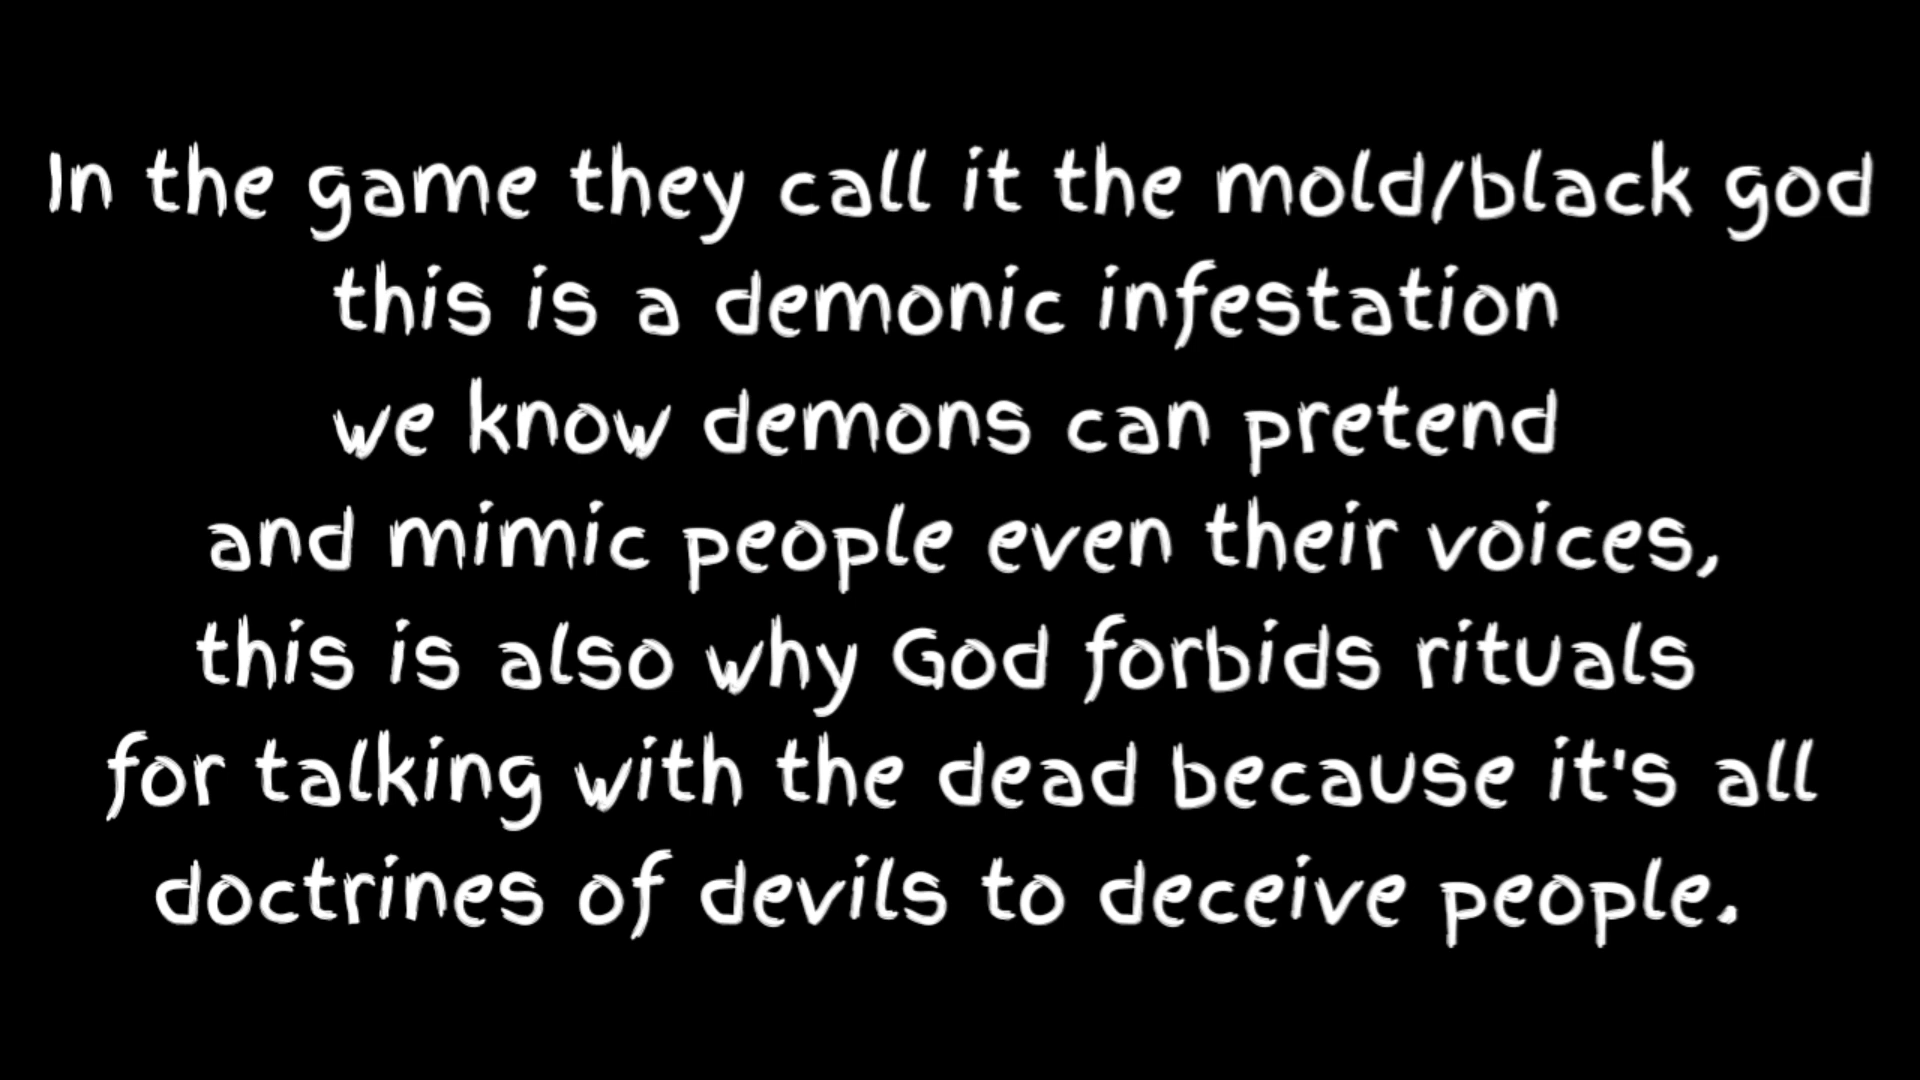 In the game they call it the mold/black god
this is a demonic infestation
we know demons can pretend
and mimic people even their voices,
this is also why God forbids rituals
for talking with the dead because it's all
doctrines of devils to deceive people.